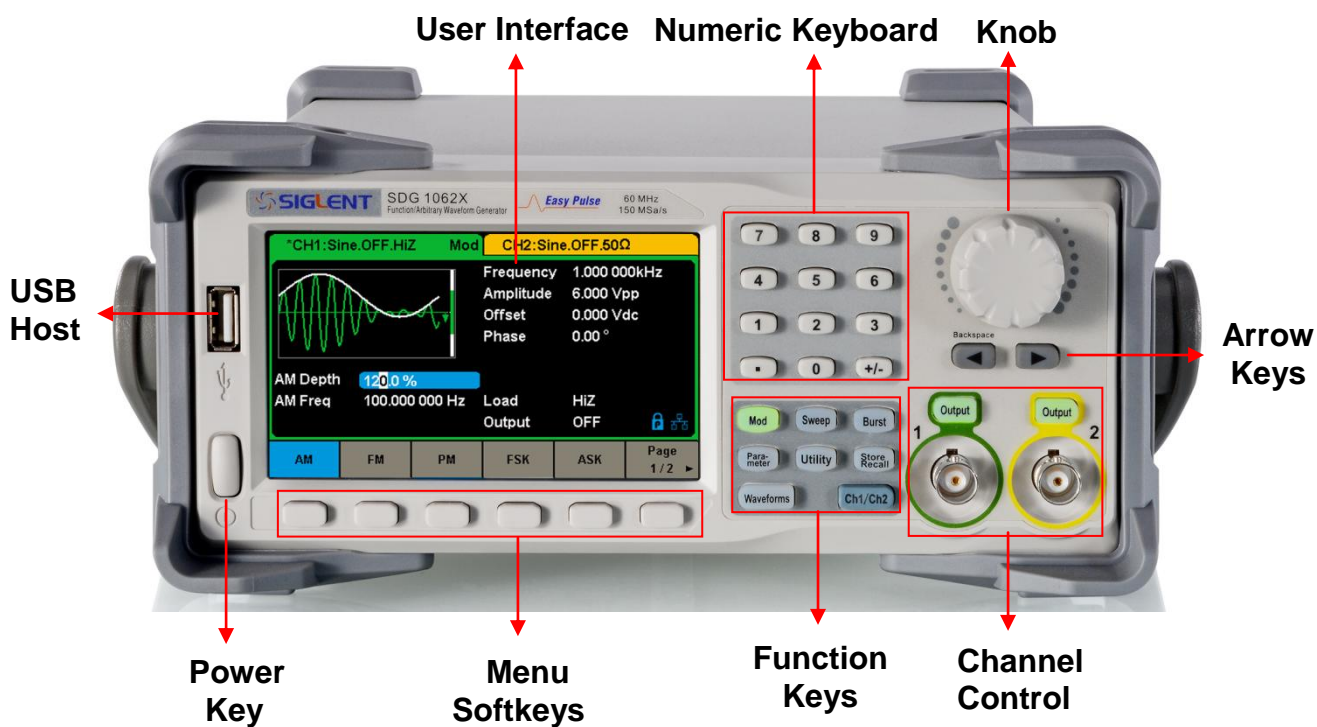 User Interface
Numeric Keyboard
Knob
SIGLENT
SDG 1062X
Function/Arbitrary Waveform Generator
Easy Pulse
60 MHz
150 MSa/s
*CH1:Sine.OFF.HiZ Mod
CH2:Sine.OFF.50Ω
Frequency 1.000 000kHz
Amplitude 6.000 Vpp
Offset 0.000 Vdc
Phase 0.00 °
AM Depth 120.0 %
AM Freq 100.000 000 Hz
Load HiZ
Output OFF
AM
FM
PM
FSK
ASK
Page
1 / 2 ►
7 8 9
4 5 6
1 2 3
. 0 +/-
Backspace
Mod Sweep Burst
Para-
meter
Utility
Store
Recall
Waveforms
Ch1/Ch2
Output
Output
1
2
USB
Host
Arrow
Keys
Power
Key
Menu
Softkeys
Function
Keys
Channel
Control